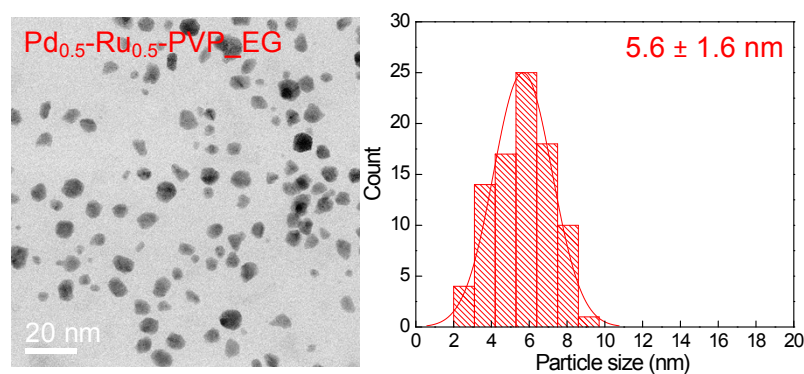 Pd0.5-Ru0.5-PVP_EG
20 nm
5.6 ± 1.6 nm
Count
30
25
20
15
10
5
0
0 2 4 6 8 10 12 14 16 18 20
Particle size (nm)